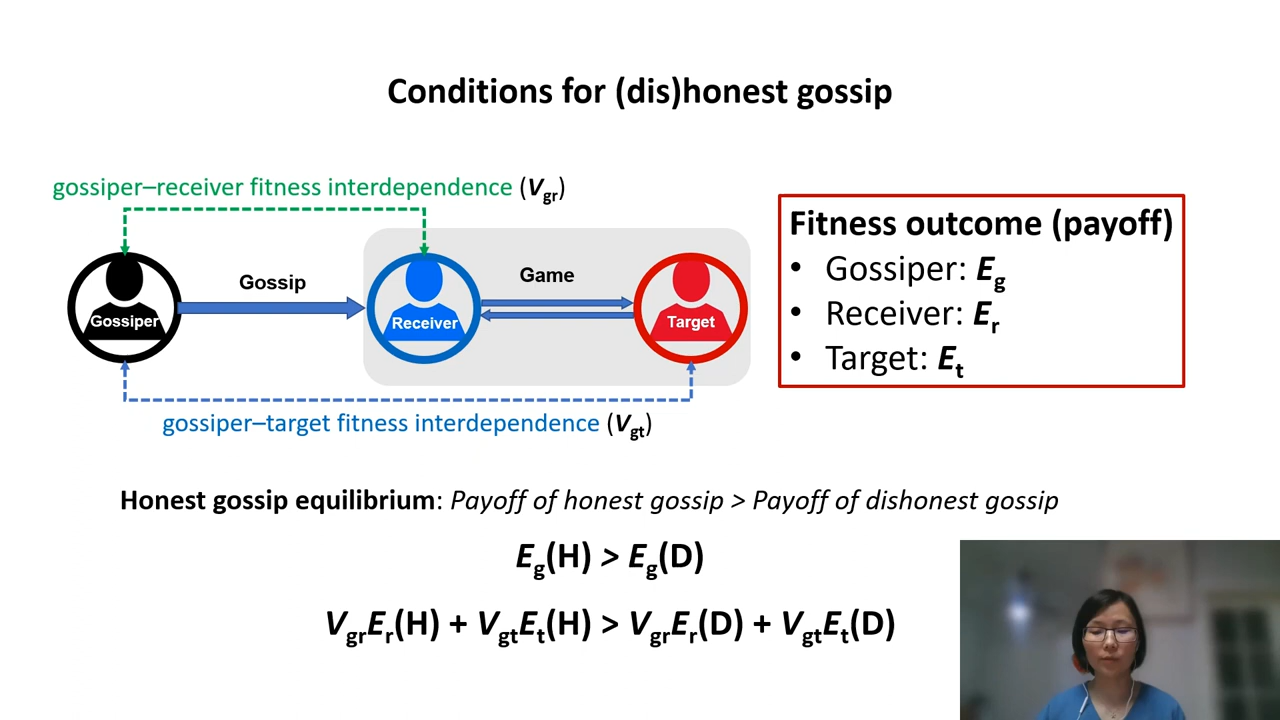 Conditions for (dis)honest gossip
gossiper–receiver fitness interdependence (Vgr)
Gossiper
Gossip
Receiver
Game
Target
gossiper–target fitness interdependence (Vgt)
Fitness outcome (payoff)
• Gossiper: Eg
• Receiver: Er
• Target: Et
Honest gossip equilibrium: Payoff of honest gossip > Payoff of dishonest gossip
Eg(H) > Eg(D)
VgrEr(H) + VgtEt(H) > VgrEr(D) + VgtEt(D)